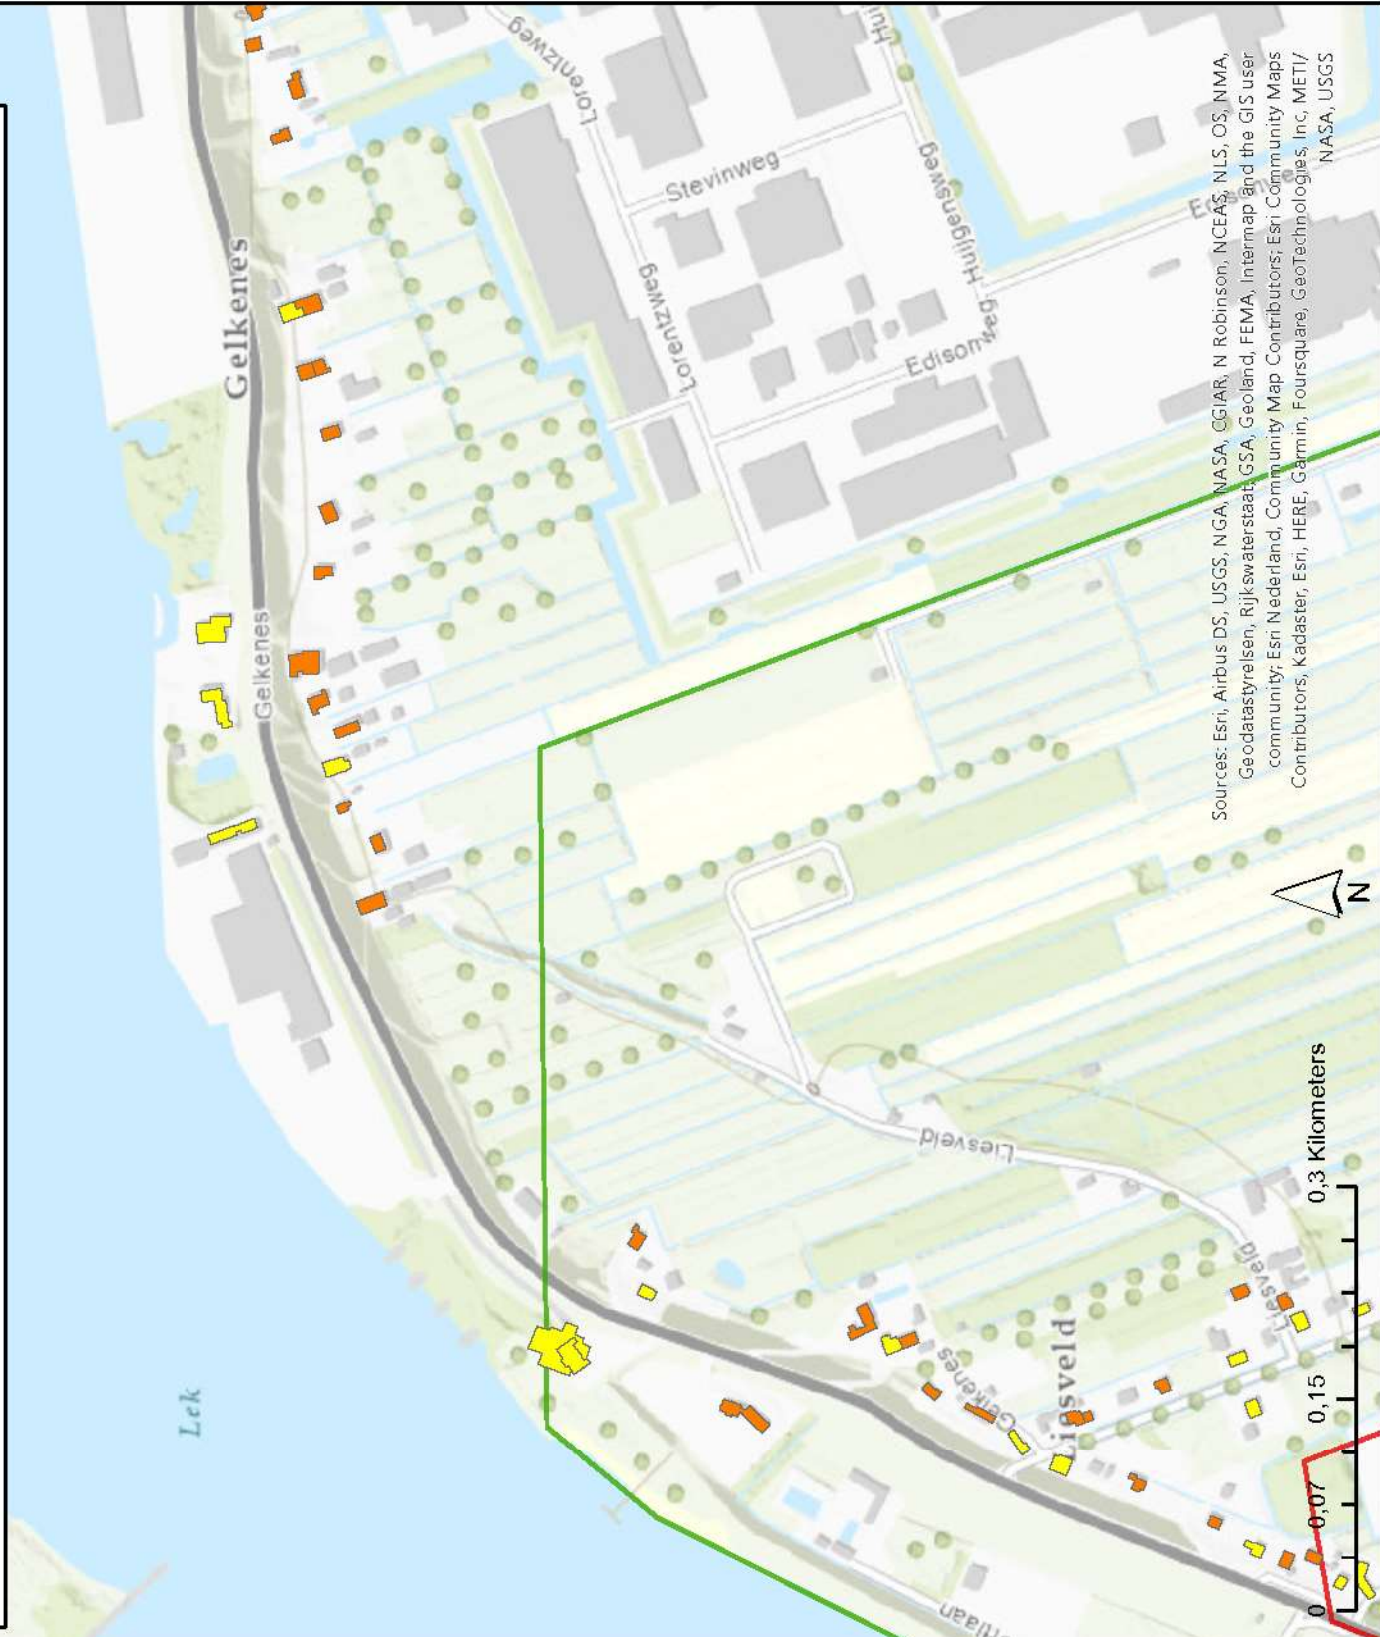 Lorentzweg
Lorentzweg
Stevinweg
Huijgensweg
Gelkenes
Lorentzweg
Huijgensweg
Edisonweg
Gelkenes
Lek
Liesveld
Gelkenes
Liesveld
Liesveld
Sources: Esri, Airbus DS, USGS, NGA, NASA, CGIAR, N Robinson, NCEAS, NLS, OS, NMA,
Geodatastyrelsen, Rijkswaterstaat, GSA, Geoland, FEMA, Intermap and the GIS user
community; Esri Nederland, Community Map Contributors; Esri Community Maps
Contributors, Kadaster, Esri, HERE, Garmin, Foursquare, GeoTechnologies, Inc, METI/
NASA, USGS
N
0 0,07 0,15 0,3 Kilometers